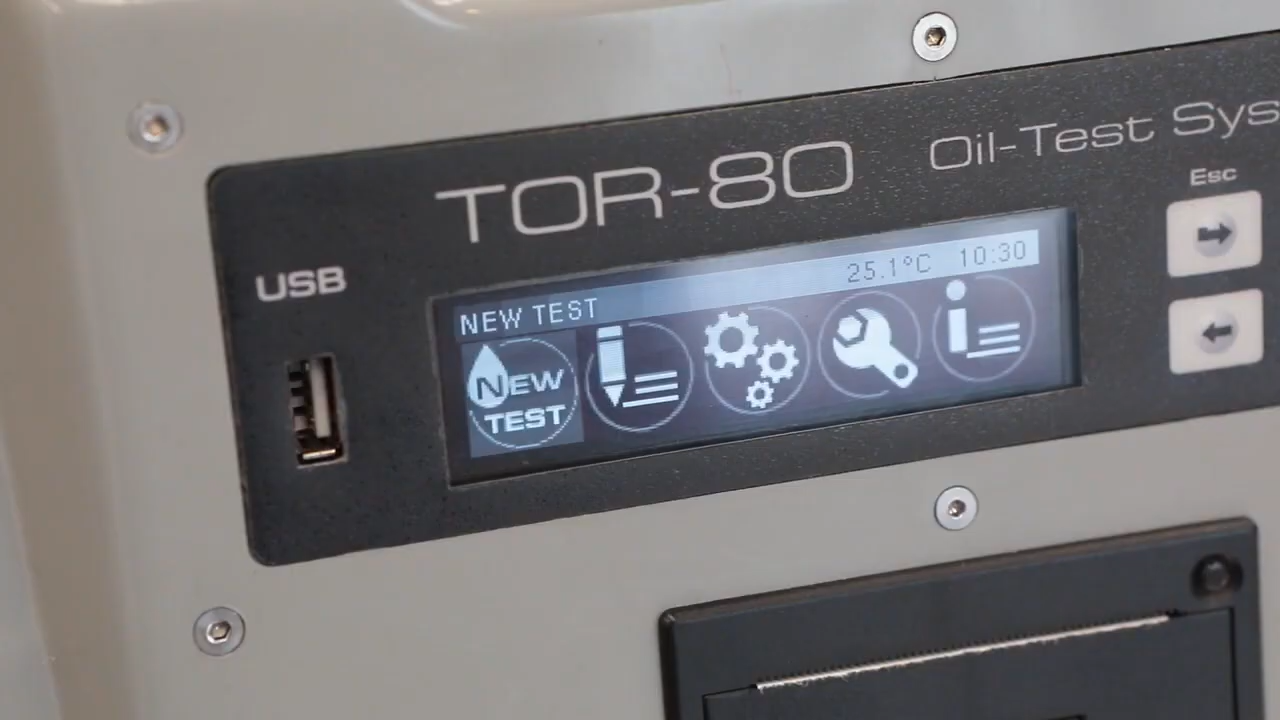 TOR-80 Oil-Test Sys
Esc
USB
NEW TEST 25.1°C 10:30
NEW
TEST